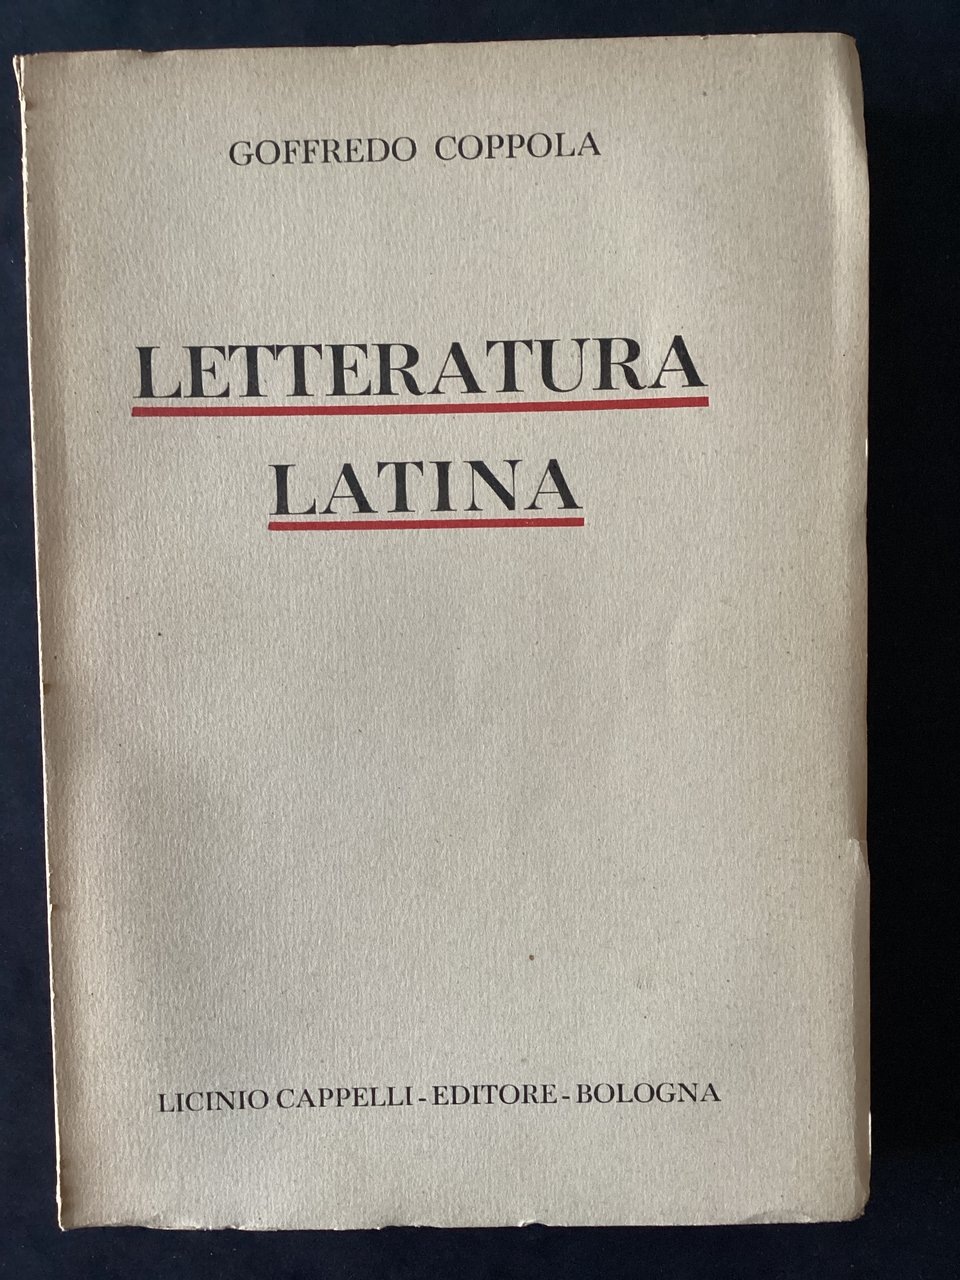 GOFFREDO COPPOLA
LETTERATURA
LATINA
LICINIO CAPPELLI - EDITORE - BOLOGNA